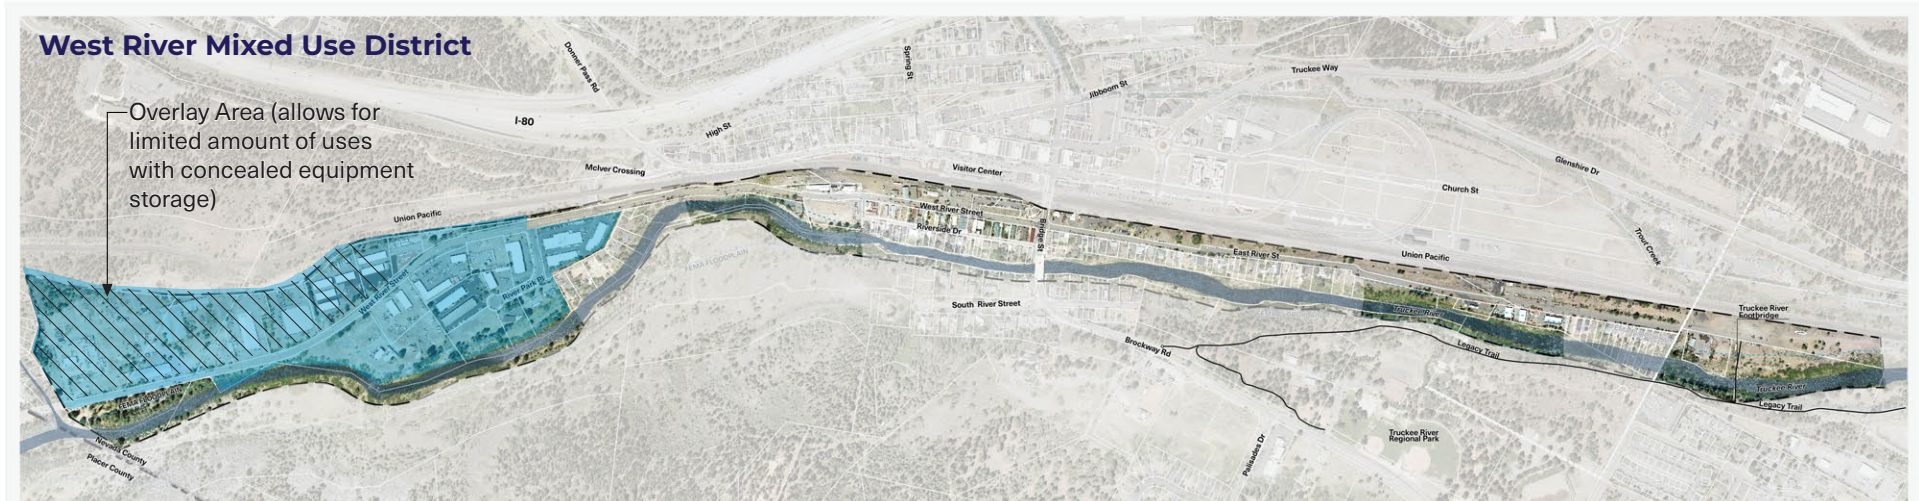 West River Mixed Use District
Overlay Area (allows for
limited amount of uses
with concealed equipment
storage)
Donner Pass Rd
Spring St
Truckee Way
Jibboom St
I-80
High St
McIver Crossing
Visitor Center
Glenshire Dr
Church St
Union Pacific
West River Street
Riverside Dr
Bridge St
East River St
Union Pacific
Trout Creek
FEMA FLOODPLAIN
West River Street
River Park Pl
South River Street
Truckee River
Truckee River
Footbridge
Brockway Rd
Legacy Trail
Truckee River
Legacy Trail
FEMA FLOODPLAIN
Nevada County
Placer County
Palisades Dr
Truckee River
Regional Park